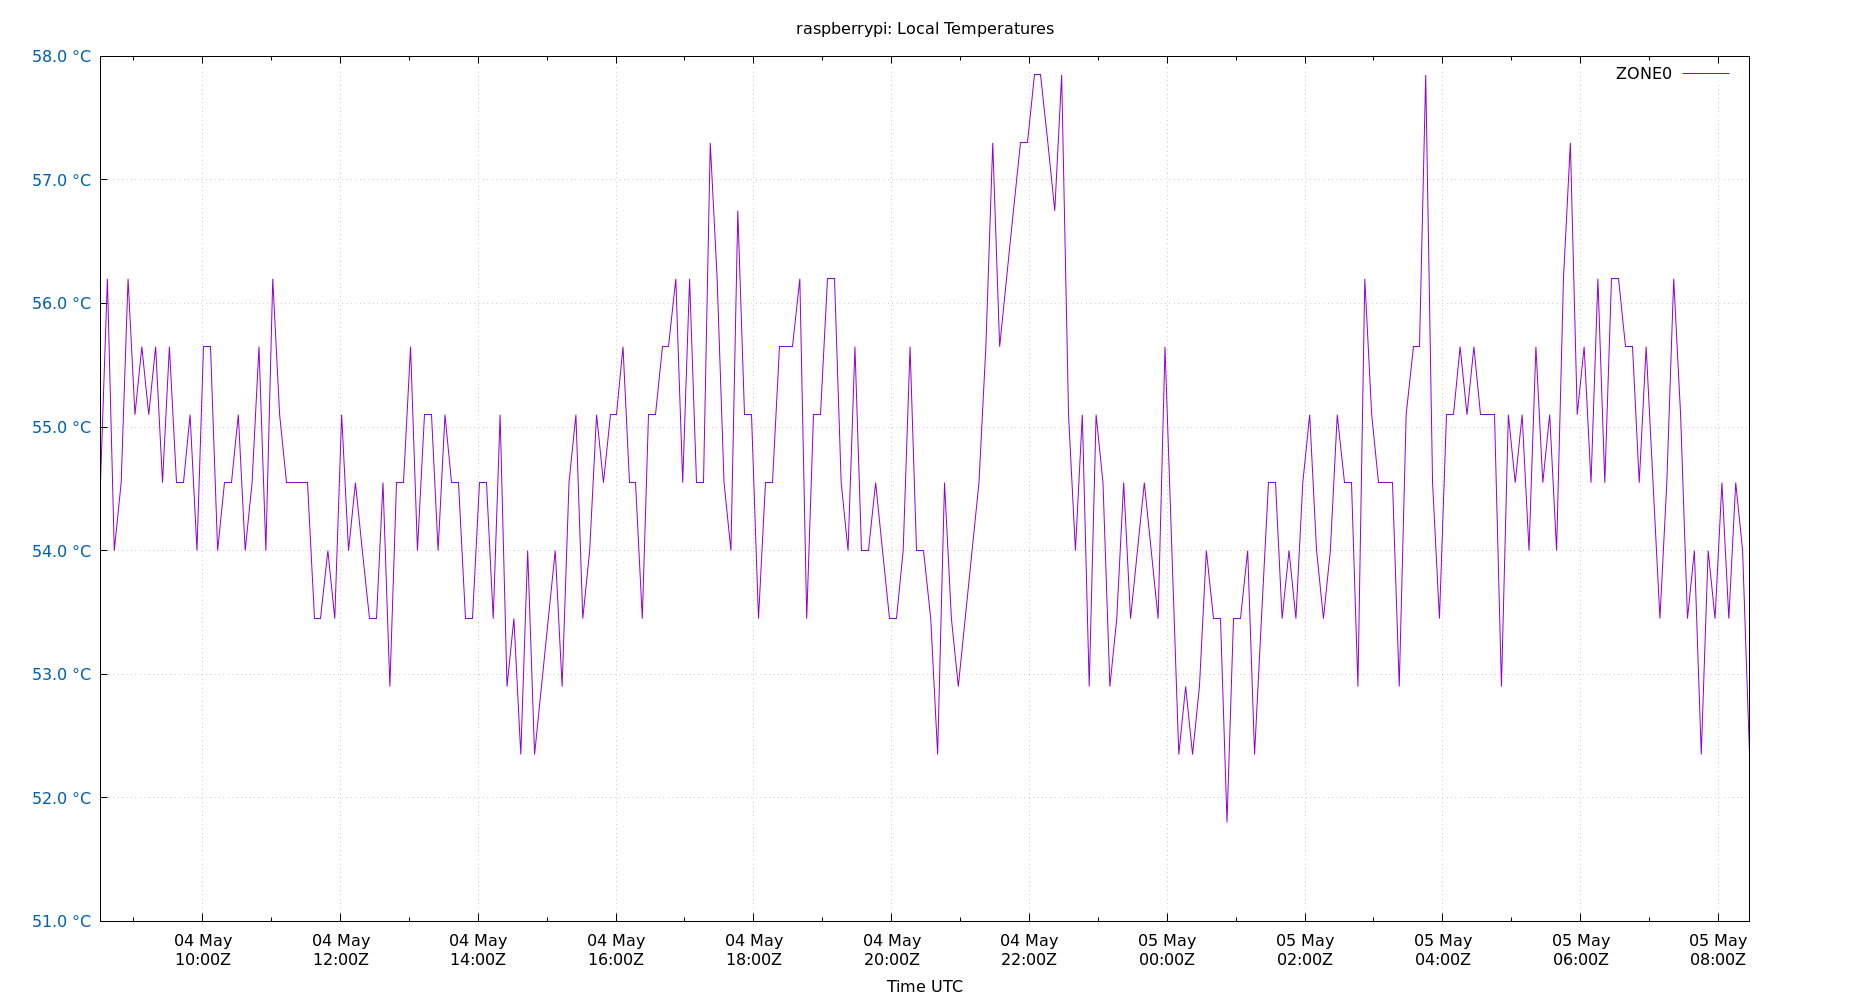 raspberrypi: Local Temperatures
58.0 °C
ZONE0
57.0 °C
56.0 °C
55.0 °C
54.0 °C
53.0 °C
52.0 °C
51.0 °C
04 May 04 May 04 May 04 May 04 May 04 May 04 May 05 May 05 May 05 May 05 May 05 May
10:00Z 12:00Z 14:00Z 16:00Z 18:00Z 20:00Z 22:00Z 00:00Z 02:00Z 04:00Z 06:00Z 08:00Z
Time UTC